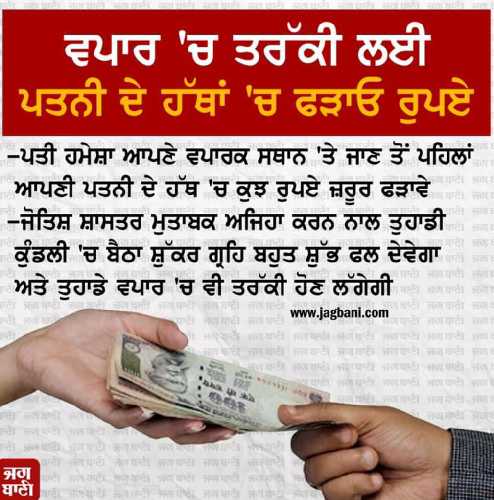 ਵਪਾਰ 'ਚ ਤਰੱਕੀ ਲਈ
ਪਤਨੀ ਦੇ ਹੱਥਾਂ 'ਚ ਫੜਾਓ ਰੁਪਏ
–ਪਤੀ ਹਮੇਸ਼ਾ ਆਪਣੇ ਵਪਾਰਕ ਸਥਾਨ 'ਤੇ ਜਾਣ ਤੋਂ ਪਹਿਲਾਂ
ਆਪਣੀ ਪਤਨੀ ਦੇ ਹੱਥ 'ਚ ਕੁਝ ਰੁਪਏ ਜ਼ਰੂਰ ਫੜਾਵੇ
–ਜੋਤਿਸ਼ ਸ਼ਾਸਤਰ ਮੁਤਾਬਕ ਅਜਿਹਾ ਕਰਨ ਨਾਲ ਤੁਹਾਡੀ
ਕੁੰਡਲੀ 'ਚ ਬੈਠਾ ਸ਼ੁੱਕਰ ਗ੍ਰਹਿ ਬਹੁਤ ਸ਼ੁੱਭ ਫਲ ਦੇਵੇਗਾ
ਅਤੇ ਤੁਹਾਡੇ ਵਪਾਰ 'ਚ ਵੀ ਤਰੱਕੀ ਹੋਣ ਲੱਗੇਗੀ
www.jagbani.com
100
ਜਗ
ਬਾਣੀ